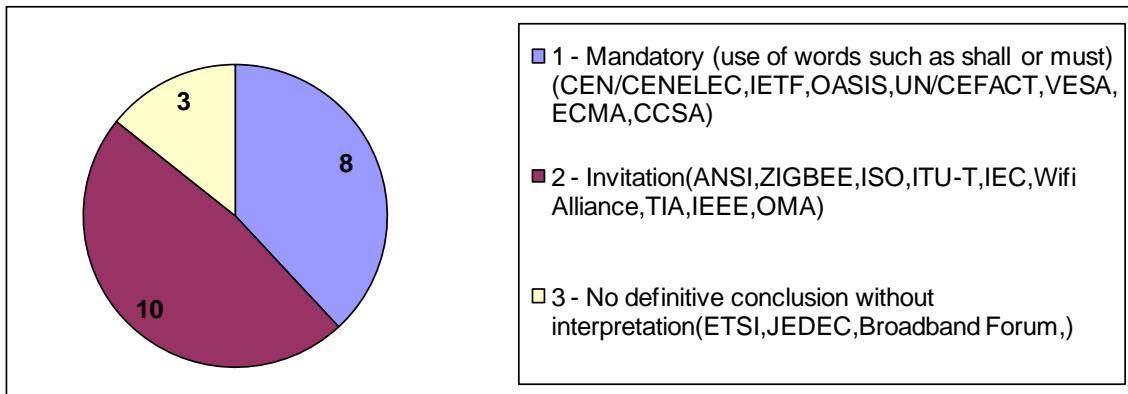 3
8
10
1 - Mandatory (use of words such as shall or must)
(CEN/CENELEC,IETF,OASIS,UN/CEFACT,VESA,
ECMA,CCSA)
2 - Invitation(ANSI,ZIGBEE,ISO,ITU-T,IEC,Wifi
Alliance,TIA,IEEE,OMA)
3 - No definitive conclusion without
interpretation(ETSI,JEDEC,Broadband Forum,)